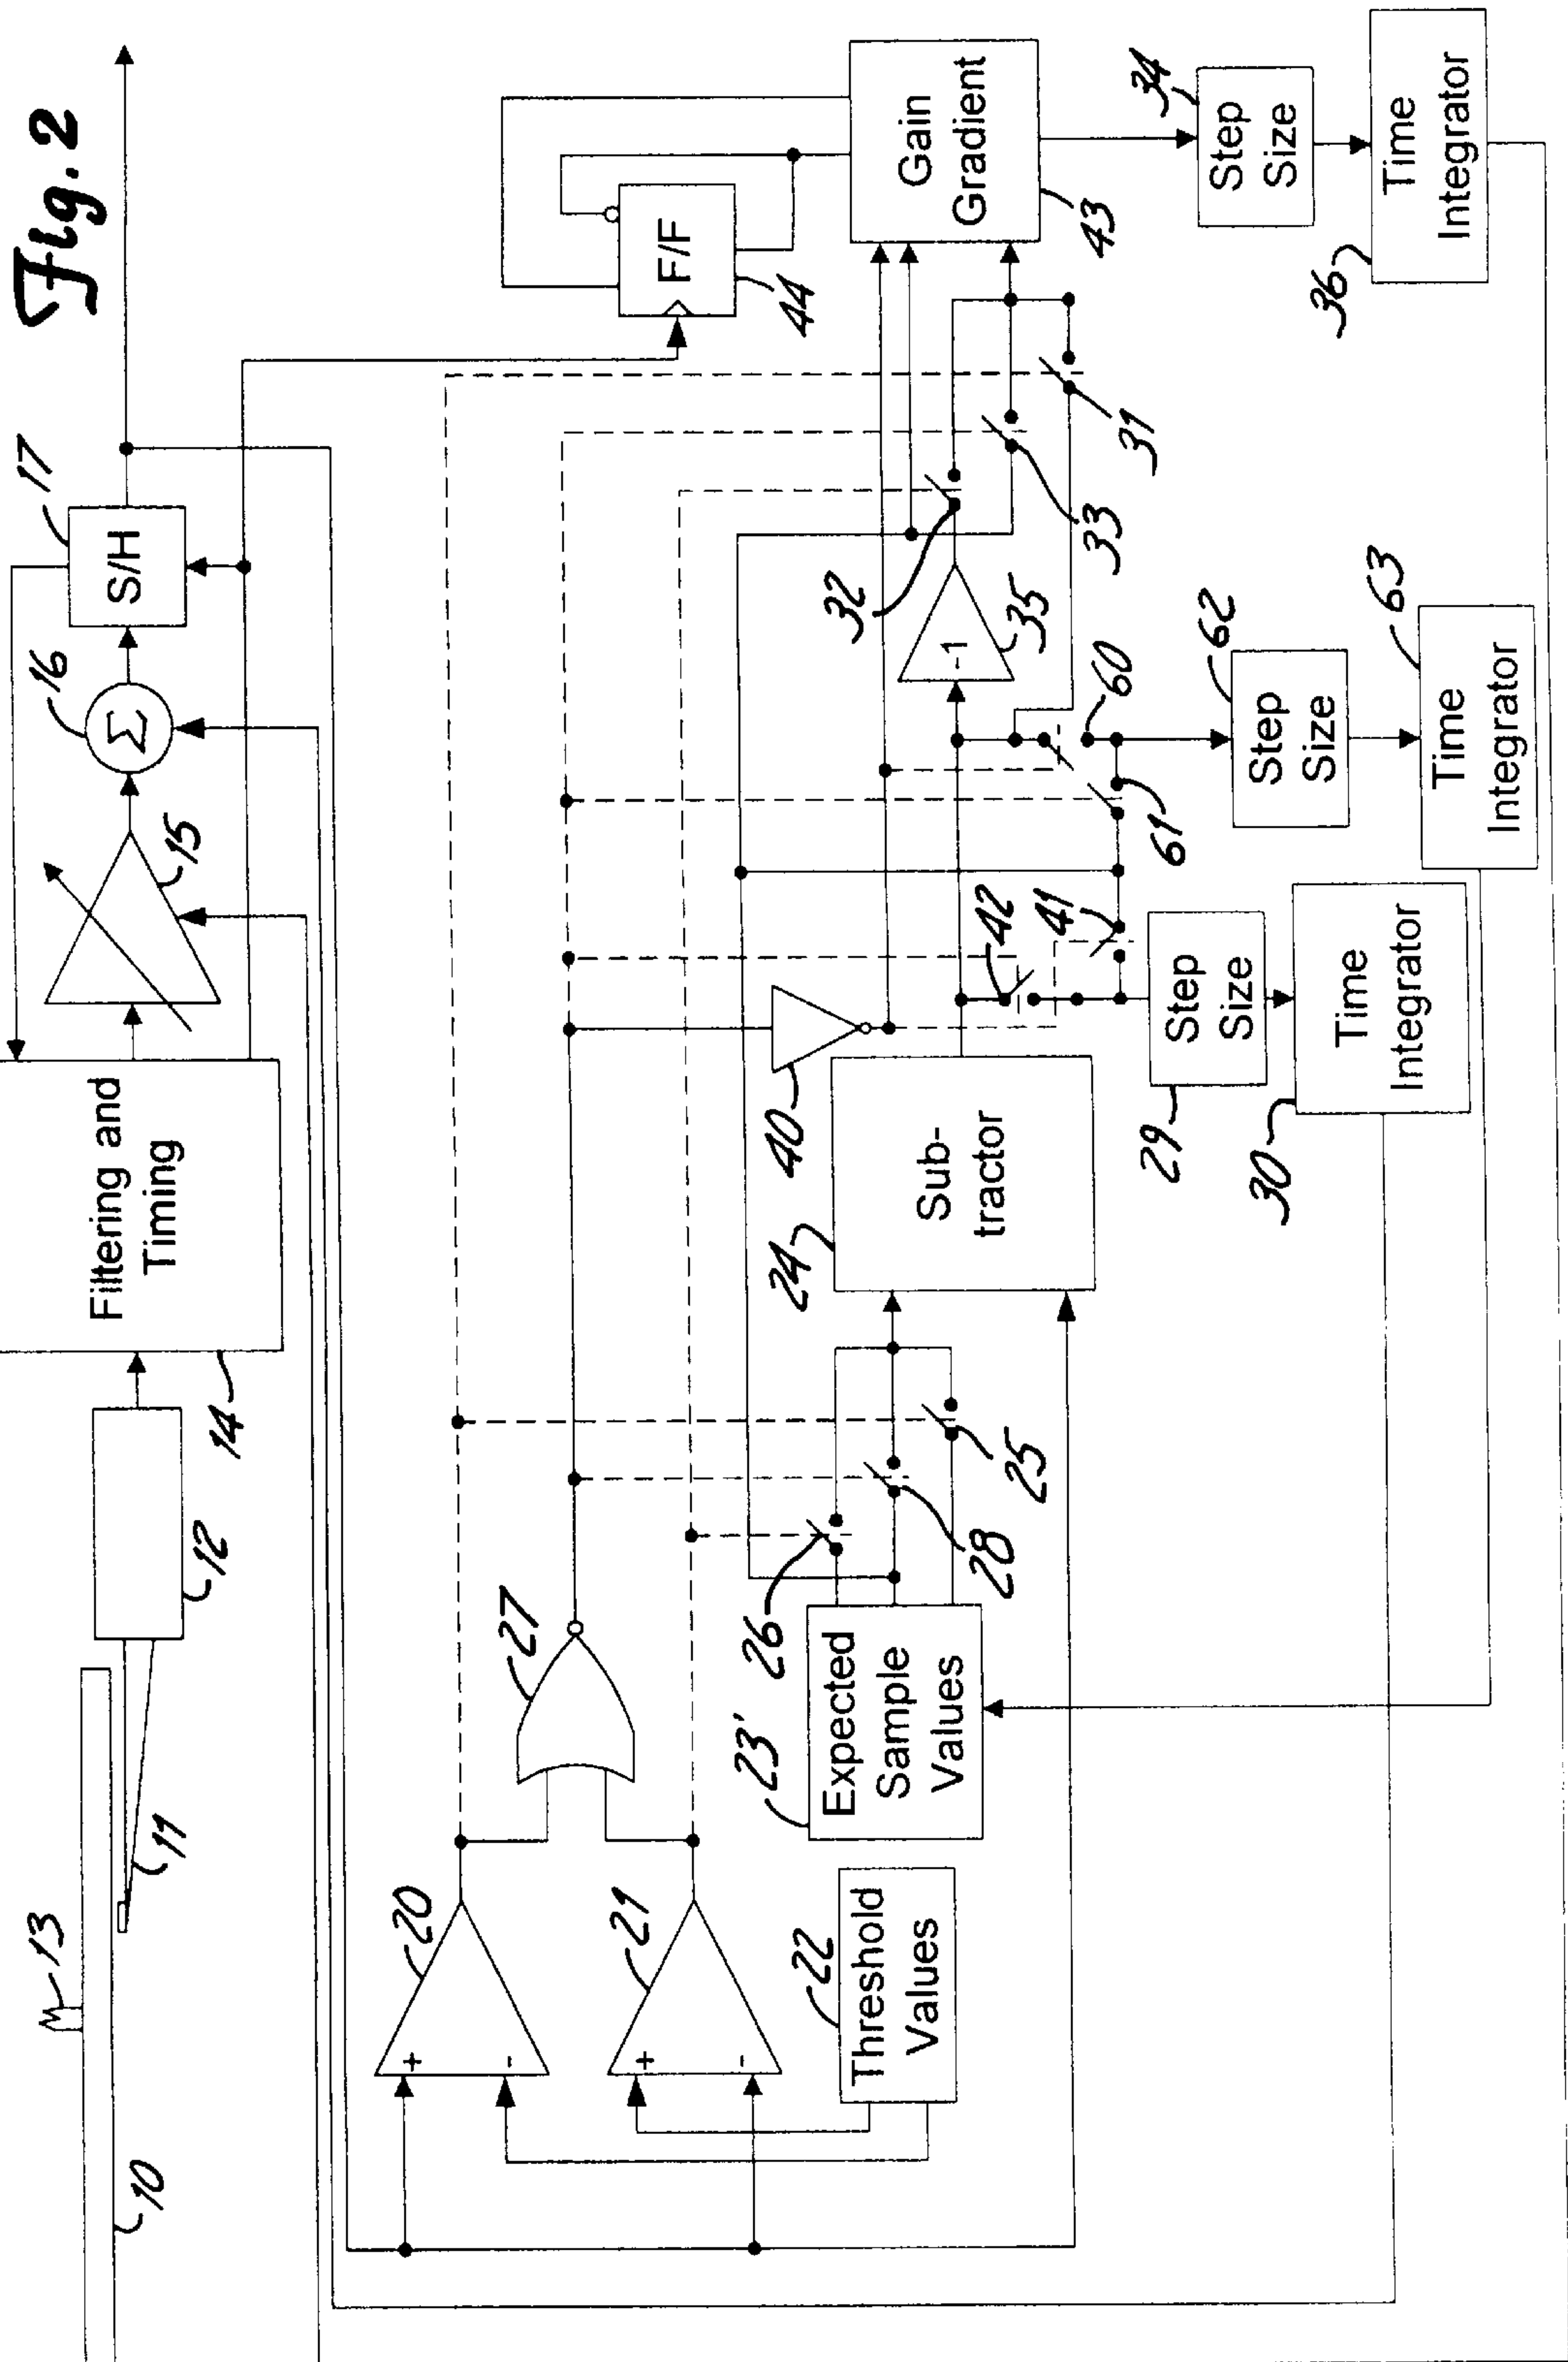 Fig. 2
10
13
11
12
14
Filtering and
Timing
15
16
Σ
17
S/H
20
+
-
21
+
-
22
Threshold
Values
27
23'
Expected
Sample
Values
26
28
25
24
Sub-
tractor
40
42
41
29
Step
Size
30
Time
Integrator
61
60
62
Step
Size
63
Time
Integrator
-1
35
32
33
31
F/F
44
Gain
Gradient
43
34
Step
Size
36
Time
Integrator